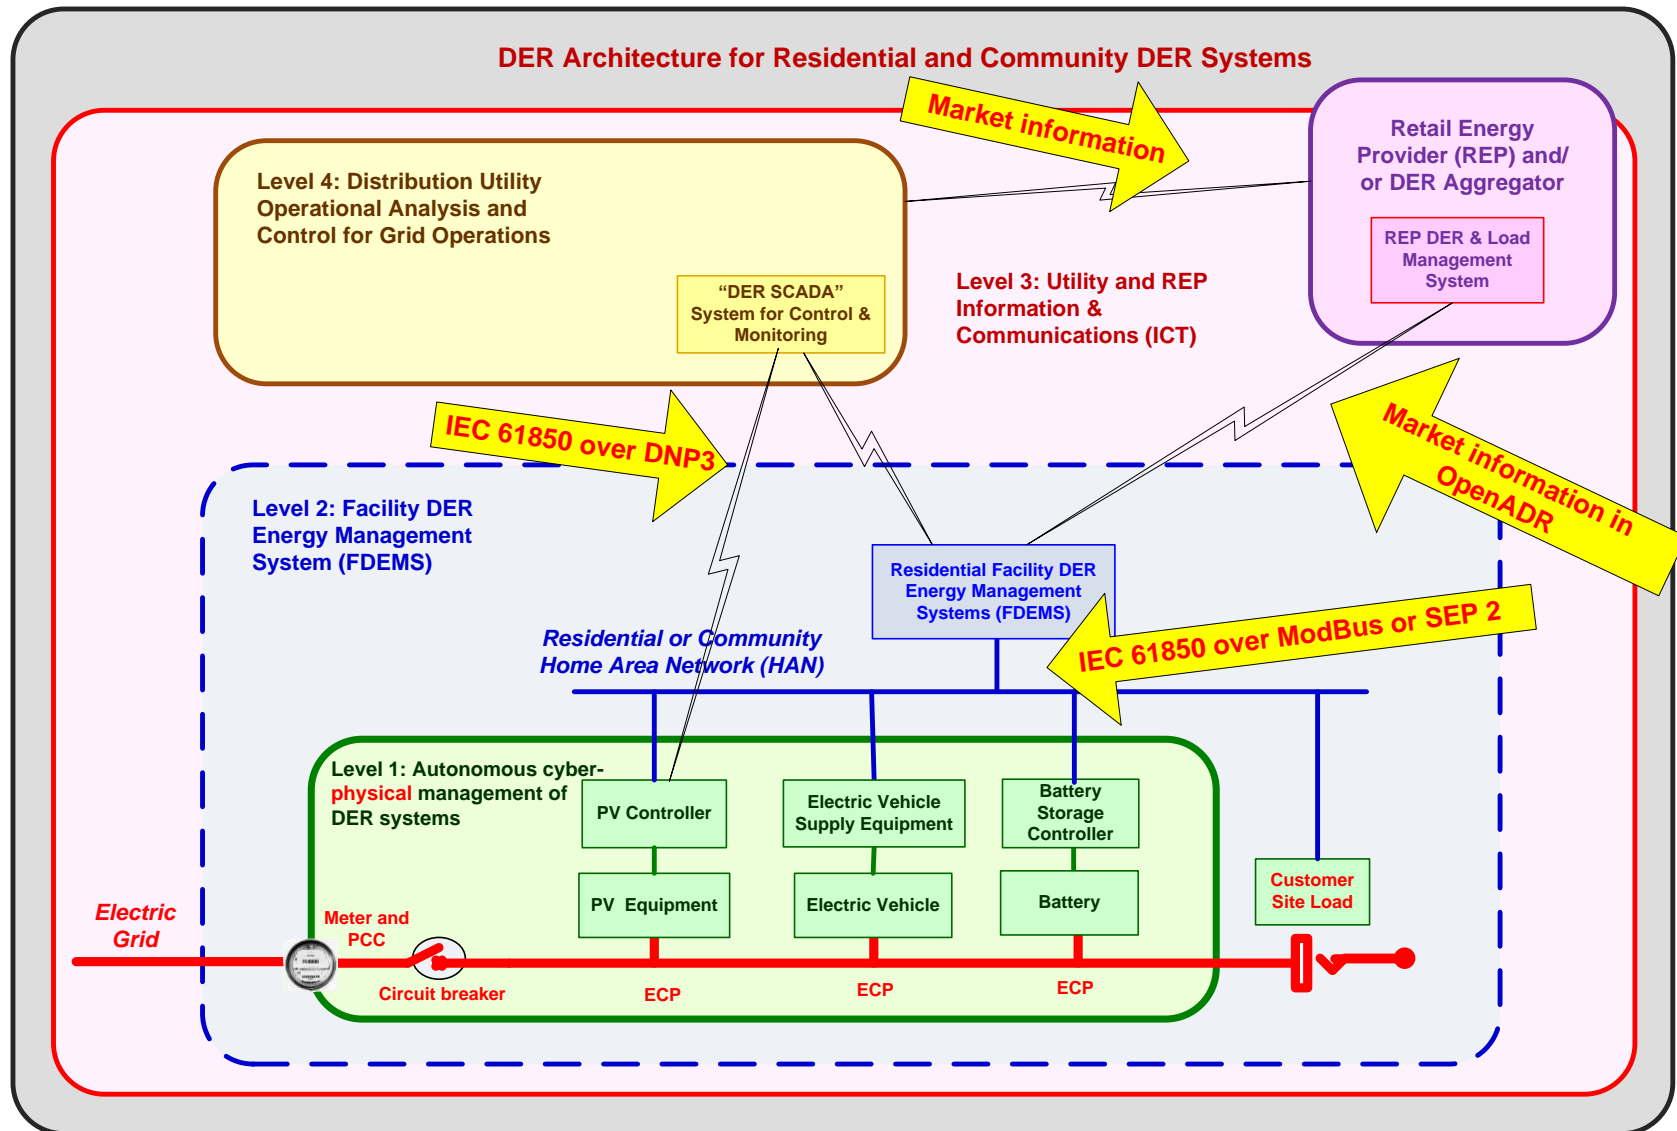 DER Architecture for Residential and Community DER Systems
Market information
Retail Energy
Provider (REP) and/
or DER Aggregator
REP DER & Load
Management
System
Level 4: Distribution Utility
Operational Analysis and
Control for Grid Operations
“DER SCADA”
System for Control &
Monitoring
Level 3: Utility and REP
Information &
Communications (ICT)
IEC 61850 over DNP3
Market information in
OpenADR
Level 2: Facility DER
Energy Management
System (FDEMS)
Residential Facility DER
Energy Management
Systems (FDEMS)
IEC 61850 over ModBus or SEP 2
Residential or Community
Home Area Network (HAN)
Level 1: Autonomous cyber-
physical management of
DER systems
PV Controller
Electric Vehicle
Supply Equipment
Battery
Storage
Controller
PV  Equipment
Electric Vehicle
Battery
Customer
Site Load
Electric
Grid
Meter and
PCC
Circuit breaker
ECP
ECP
ECP